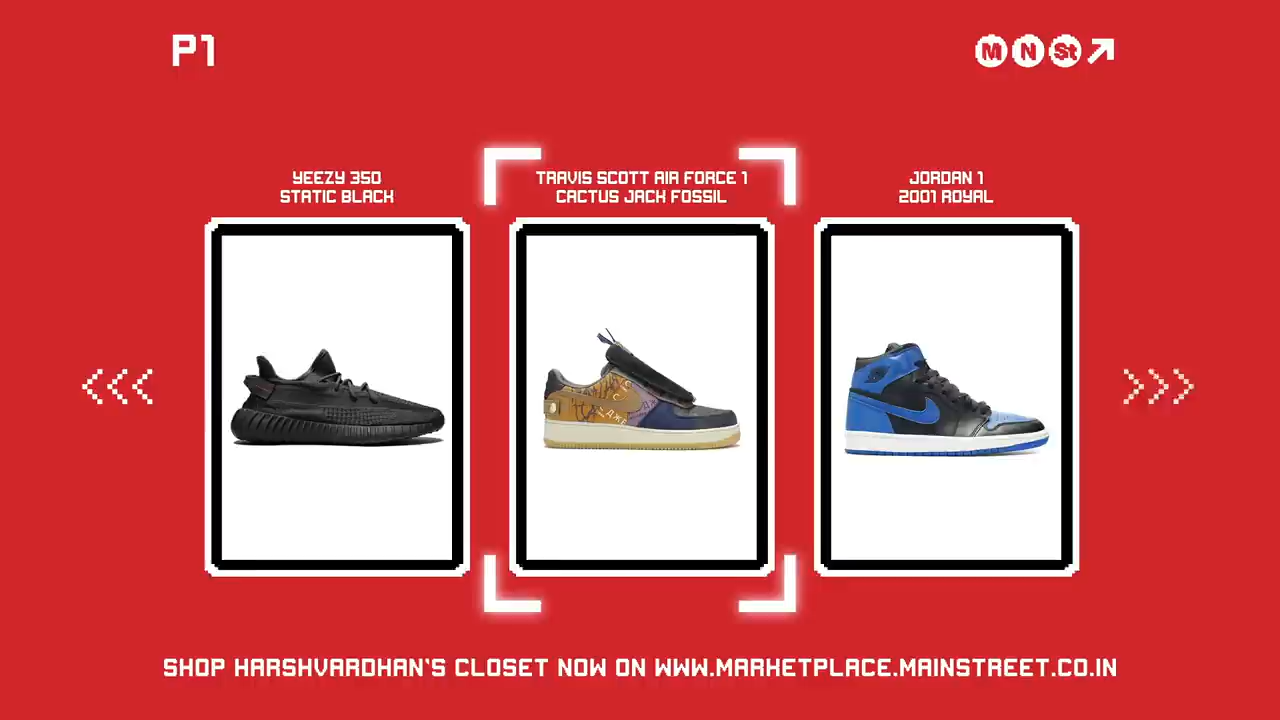 P1
M N St
YEEZY 350
STATIC BLACK
TRAVIS SCOTT AIR FORCE 1
CACTUS JACK FOSSIL
JORDAN 1
2001 ROYAL
SHOP HARSHVARDHAN'S CLOSET NOW ON WWW.MARKETPLACE.MAINSTREET.CO.IN